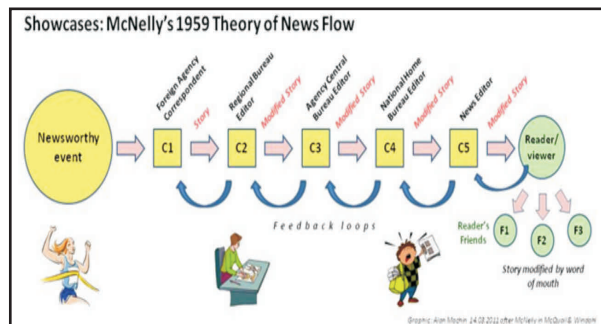 Showcases: McNelly's 1959 Theory of News Flow
Newsworthy
event
Foreign Agency
Correspondent
C1
Story
Regional Bureau
Editor
C2
Modified Story
Agency Central
Bureau Editor
C3
Modified Story
National Home
Bureau Editor
C4
Modified Story
News Editor
C5
Modified Story
Reader/
viewer
Feedback loops
Reader's
Friends
F1
F2
F3
Story modified by word
of mouth
Graphic: Alan 14.03.2011 after McNelly in McQuail & Windahl